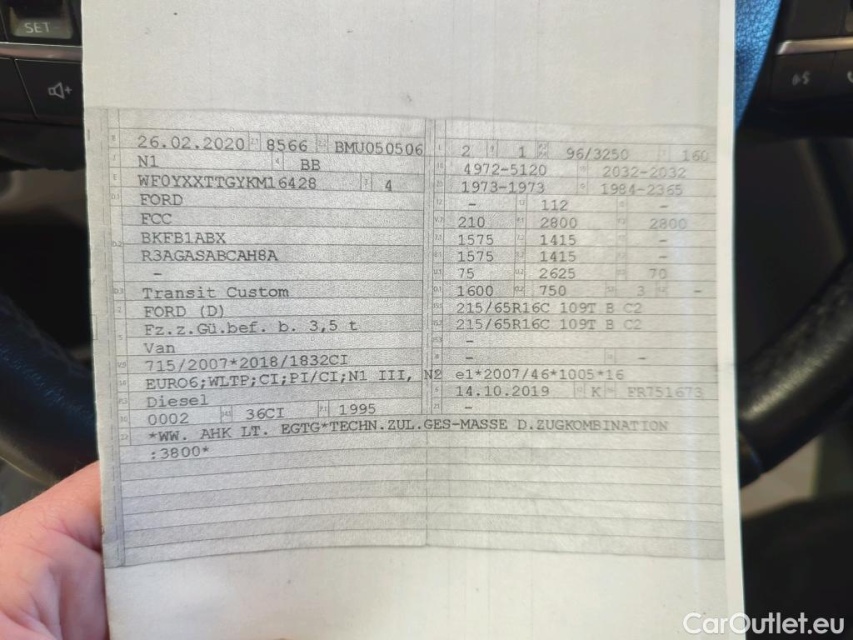 SET
26.02.2020 8566 BMU050506 2 1 96/3250 160
N1 BB 4972-5120 2032-2032
WF0YXXTTGYKM16428 4 1973-1973 1984-2365
FORD - 112 -
FCC 210 2800 2800
BKFB1ABX 1575 1415 -
R3AGASABCAH8A 1575 1415 -
- 75 2625 70
Transit Custom 1600 750 3 -
FORD (D) 215/65R16C 109T B C2
Fz.z.Gü.bef. b. 3,5 t 215/65R16C 109T B C2
Van -
715/2007*2018/1832CI - -
EURO6;WLTP;CI;PI/CI;N1 III, N2 e1*2007/46*1005*16
Diesel 14.10.2019 K FR751673
0002 36CI 1995 -
*WW. AHK LT. EGTG*TECHN.ZUL.GES-MASSE D.ZUGKOMBINATION
:3800*
CarOutlet.eu